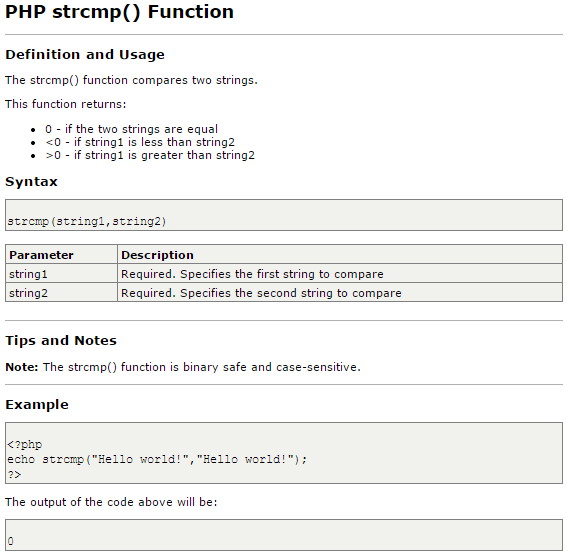 PHP strcmp() Function
Definition and Usage
The strcmp() function compares two strings.
This function returns:
• 0 - if the two strings are equal
• <0 - if string1 is less than string2
• >0 - if string1 is greater than string2
Syntax
strcmp(string1,string2)
Parameter Description
string1 Required. Specifies the first string to compare
string2 Required. Specifies the second string to compare
Tips and Notes
Note: The strcmp() function is binary safe and case-sensitive.
Example
<?php
echo strcmp("Hello world!","Hello world!");
?>
The output of the code above will be:
0